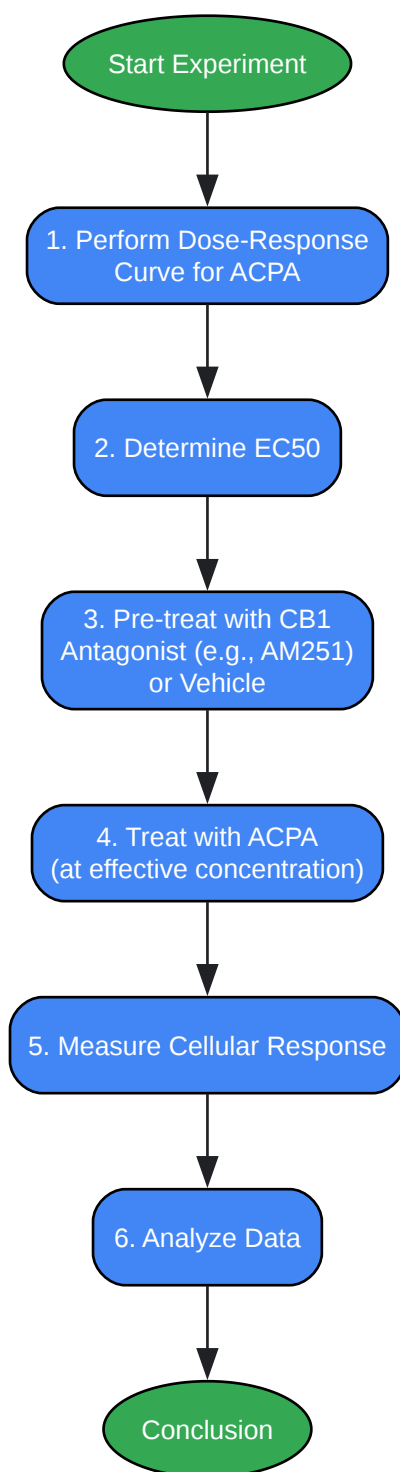 Start Experiment
1. Perform Dose-Response
Curve for ACPA
2. Determine EC50
3. Pre-treat with CB1
Antagonist (e.g., AM251)
or Vehicle
4. Treat with ACPA
(at effective concentration)
5. Measure Cellular Response
6. Analyze Data
Conclusion